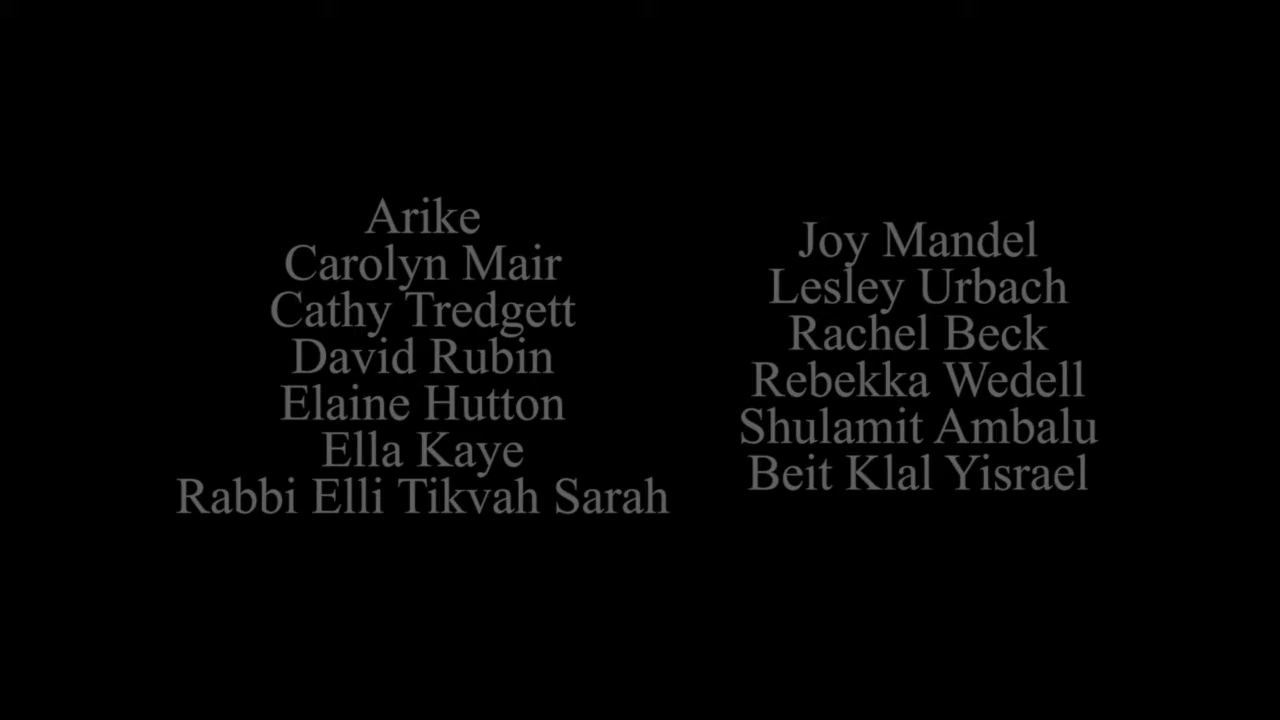 Arike
Carolyn Mair
Cathy Tredgett
David Rubin
Elaine Hutton
Ella Kaye
Rabbi Elli Tikvah Sarah
Joy Mandel
Lesley Urbach
Rachel Beck
Rebekka Wedell
Shulamit Ambalu
Beit Klal Yisrael